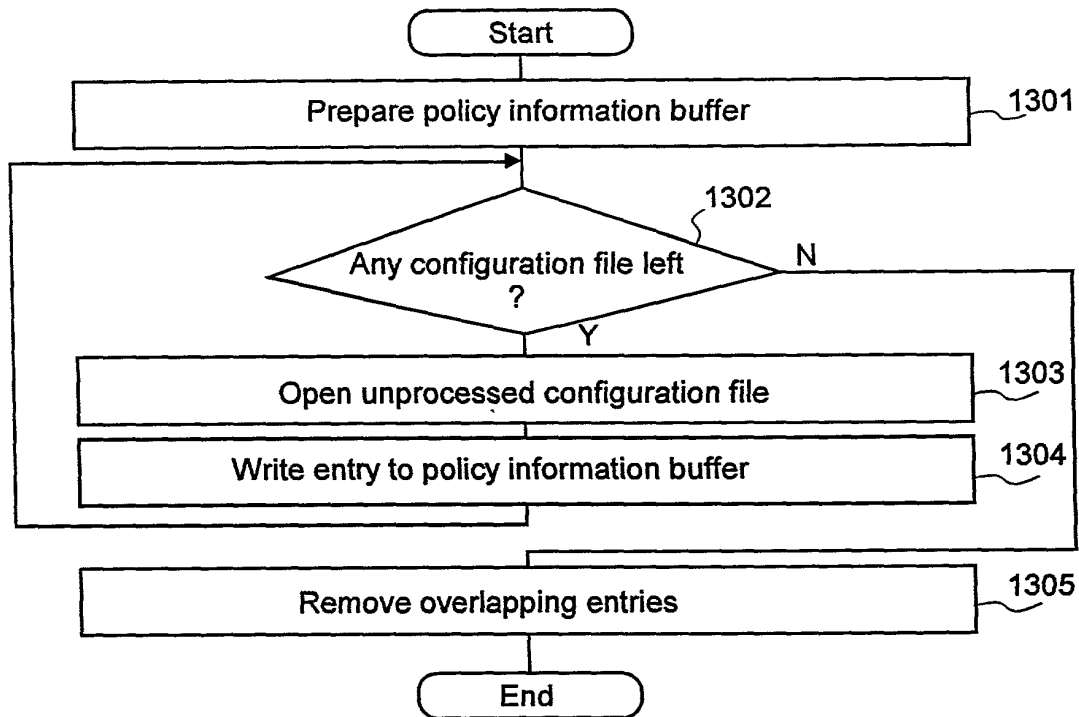 Start
Prepare policy information buffer
1301
1302
Any configuration file left
?
N
Y
Open unprocessed configuration file
1303
Write entry to policy information buffer
1304
Remove overlapping entries
1305
End